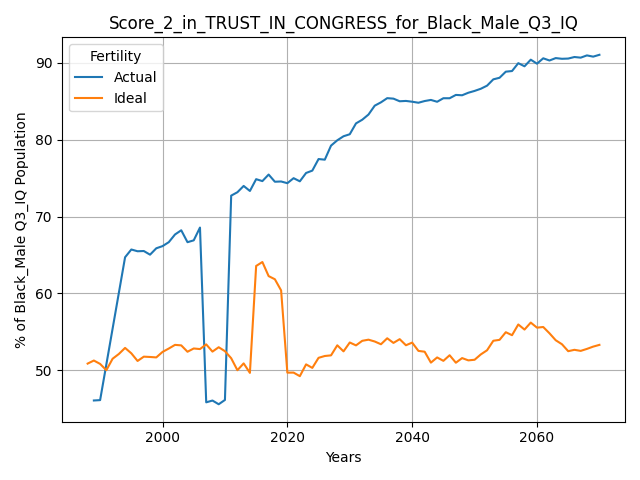 Score_2_in_TRUST_IN_CONGRESS_for_Black_Male_Q3_IQ
Fertility
Actual
Ideal
% of Black_Male Q3_IQ Population
90
80
70
60
50
2000
2020
2040
2060
Years